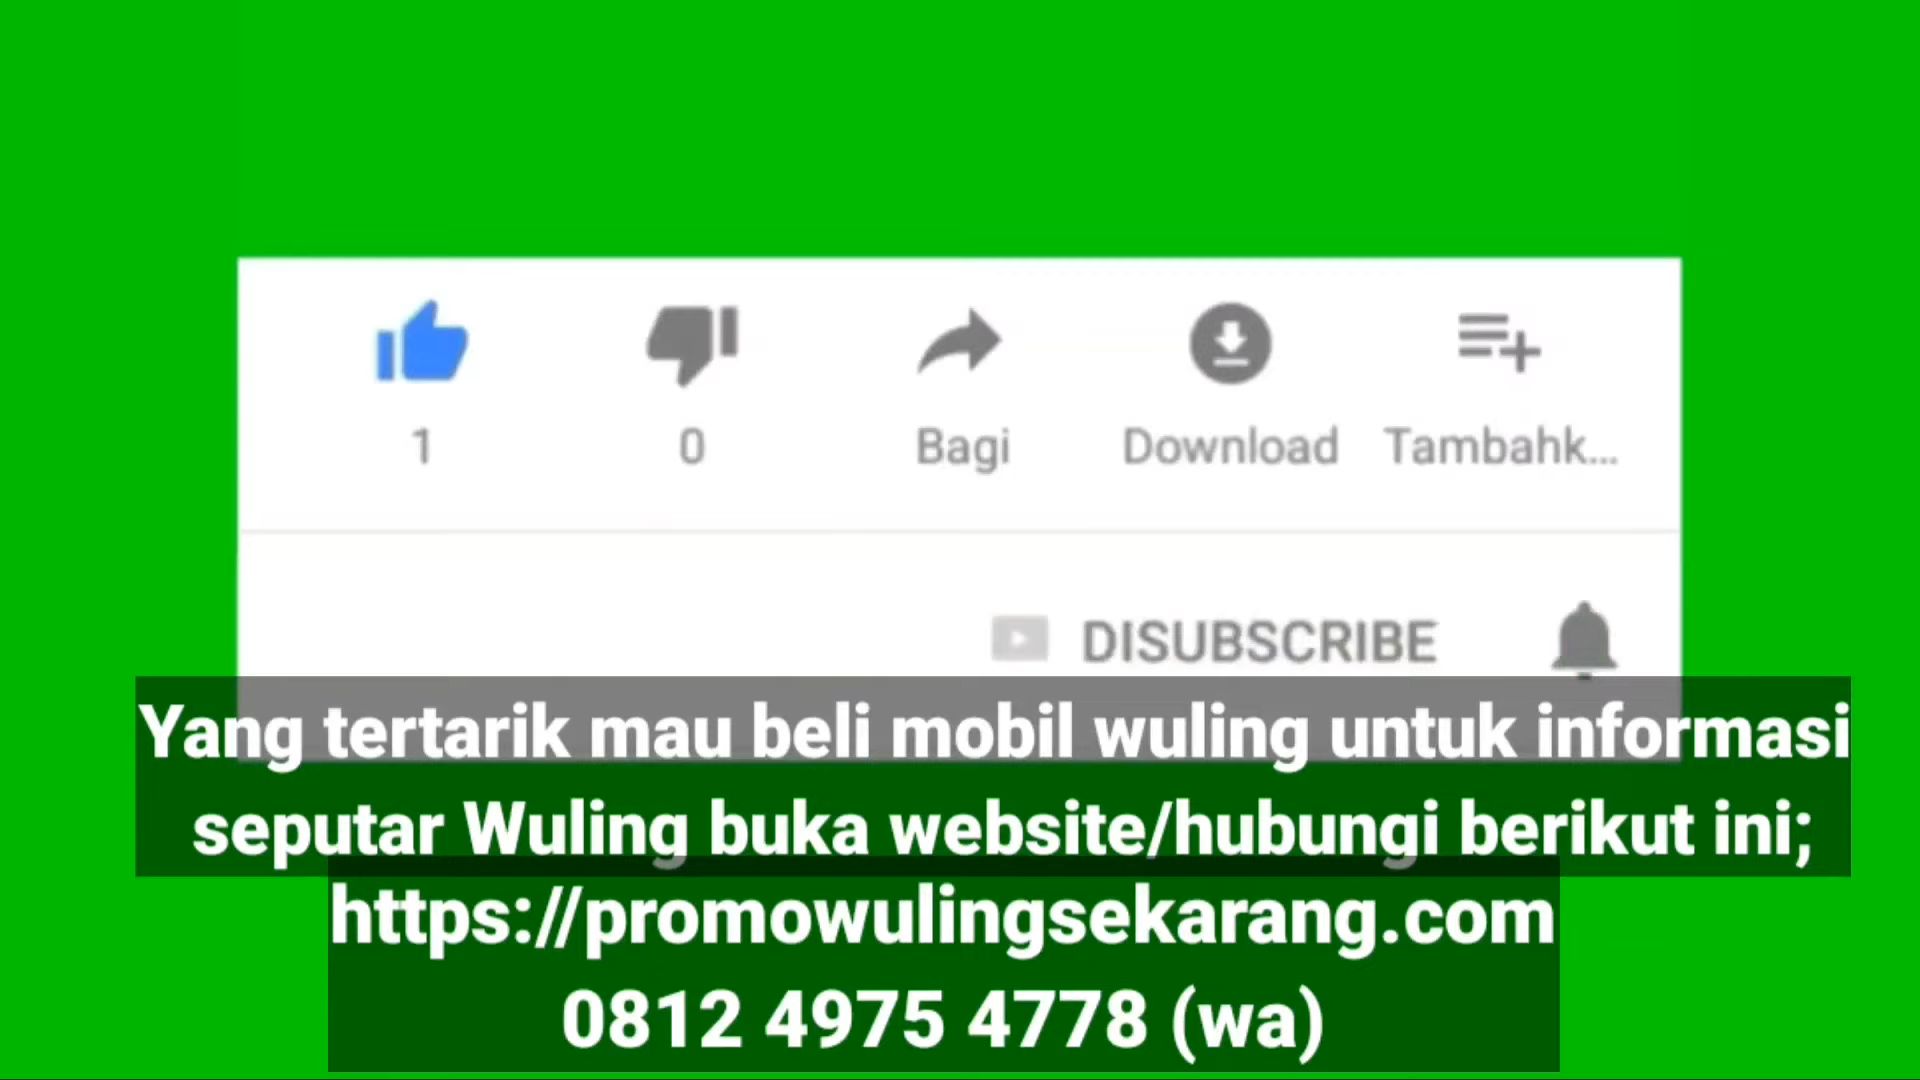 1 0 Bagi Download Tambahk...
DISUBSCRIBE
Yang tertarik mau beli mobil wuling untuk informasi
seputar Wuling buka website/hubungi berikut ini;
https://promowulingsekarang.com
0812 4975 4778 (wa)